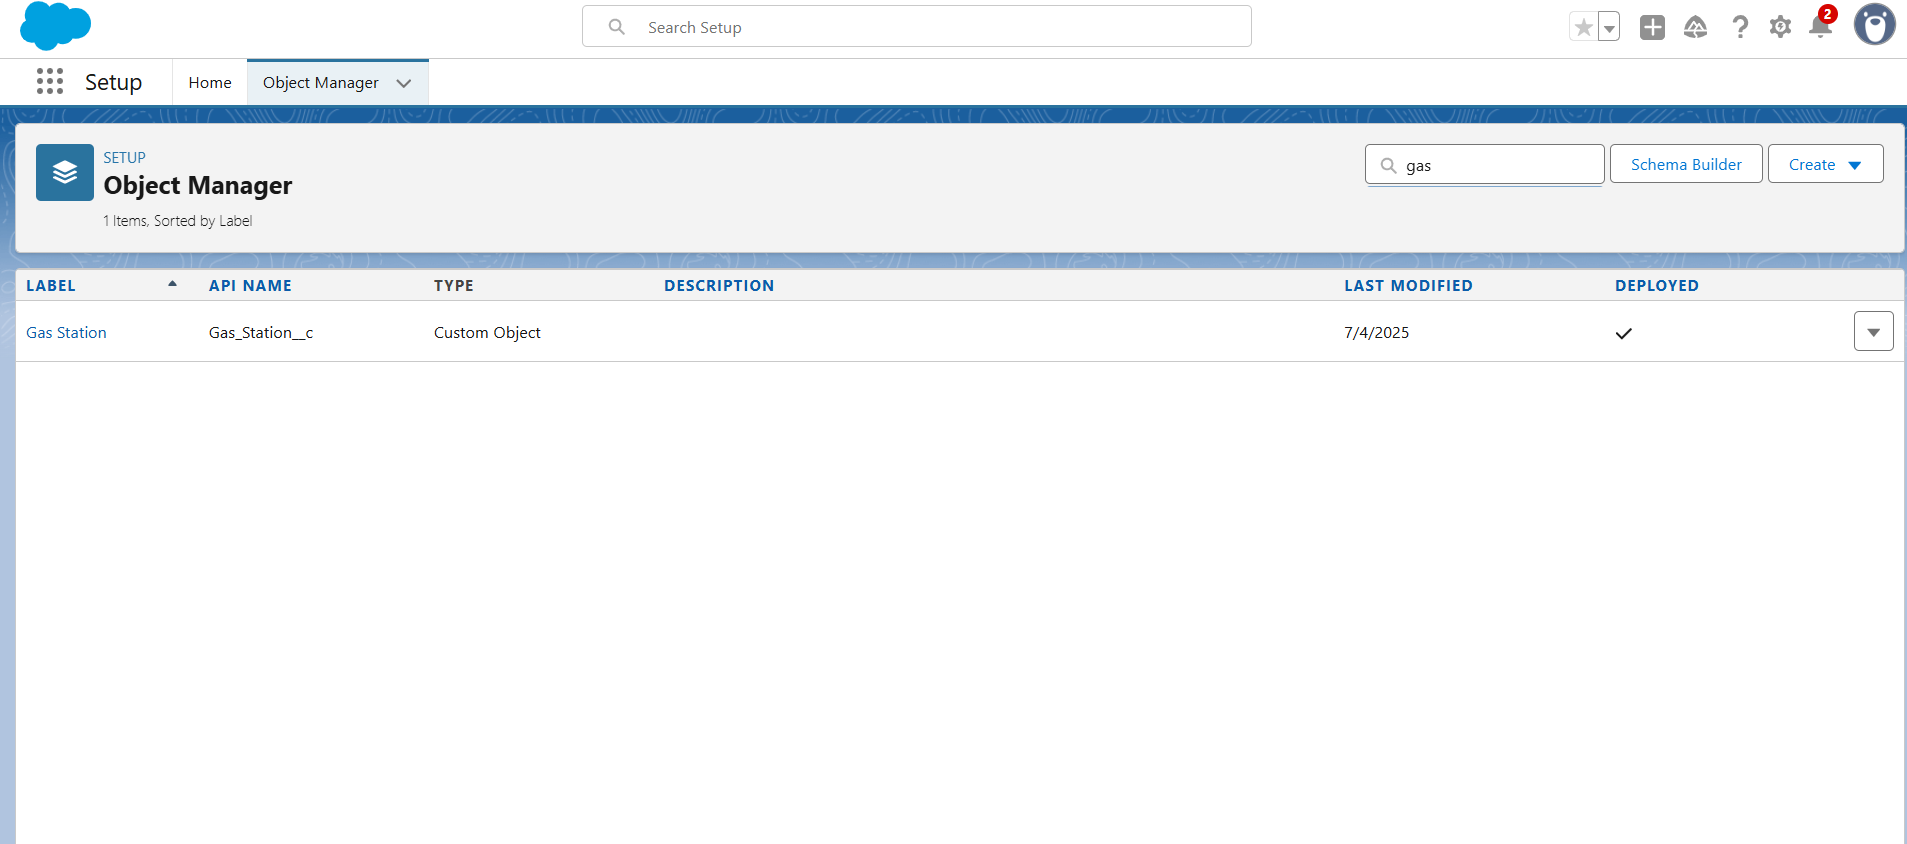 Search Setup
2
Setup
Home
Object Manager
SETUP
Object Manager
1 Items, Sorted by Label
gas
Schema Builder
Create
LABEL API NAME TYPE DESCRIPTION LAST MODIFIED DEPLOYED
Gas Station Gas_Station__c Custom Object 7/4/2025